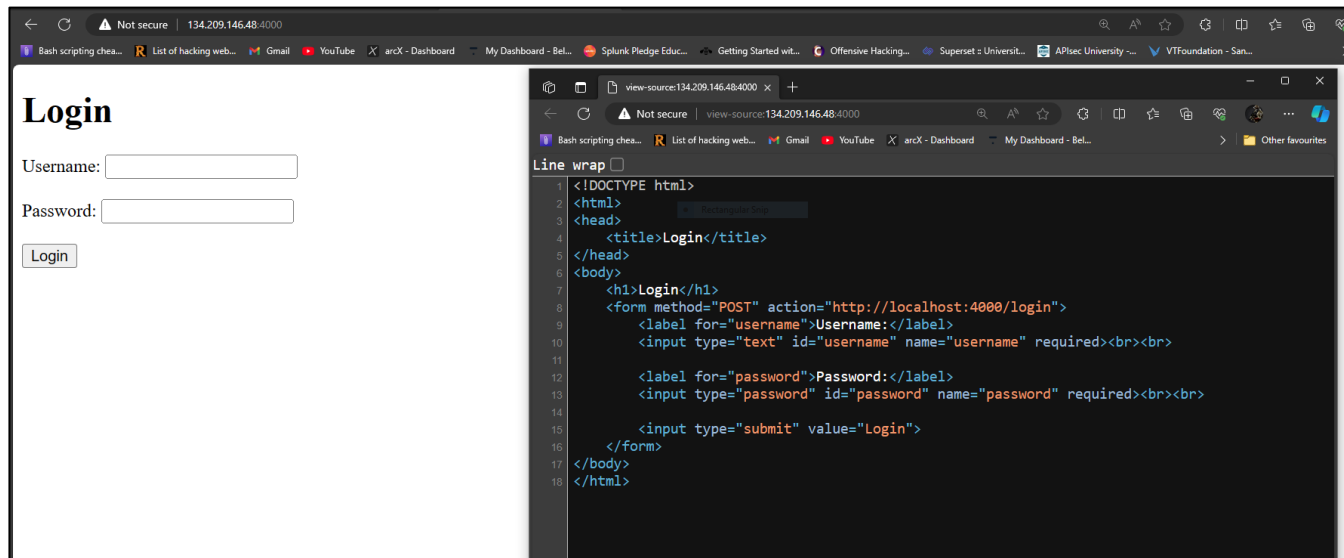 Not secure | 134.209.146.48:4000
Bash scripting chea... List of hacking web... Gmail YouTube arcX - Dashboard My Dashboard - Bel... Splunk Pledge Educ... Getting Started wit... Offensive Hacking... Superset :: Universit... APIsec University -... VTFoundation - San...
Login
Username:
Password:
Login
view-source:134.209.146.48:4000
Not secure | view-source:134.209.146.48:4000
Bash scripting chea... List of hacking web... Gmail YouTube arcX - Dashboard My Dashboard - Bel... Other favourites
Line wrap
1 <!DOCTYPE html>
2 <html>
Rectangular Snip
3 <head>
4 <title>Login</title>
5 </head>
6 <body>
7 <h1>Login</h1>
8 <form method="POST" action="http://localhost:4000/login">
9 <label for="username">Username:</label>
10 <input type="text" id="username" name="username" required><br><br>
11
12 <label for="password">Password:</label>
13 <input type="password" id="password" name="password" required><br><br>
14
15 <input type="submit" value="Login">
16 </form>
17 </body>
18 </html>